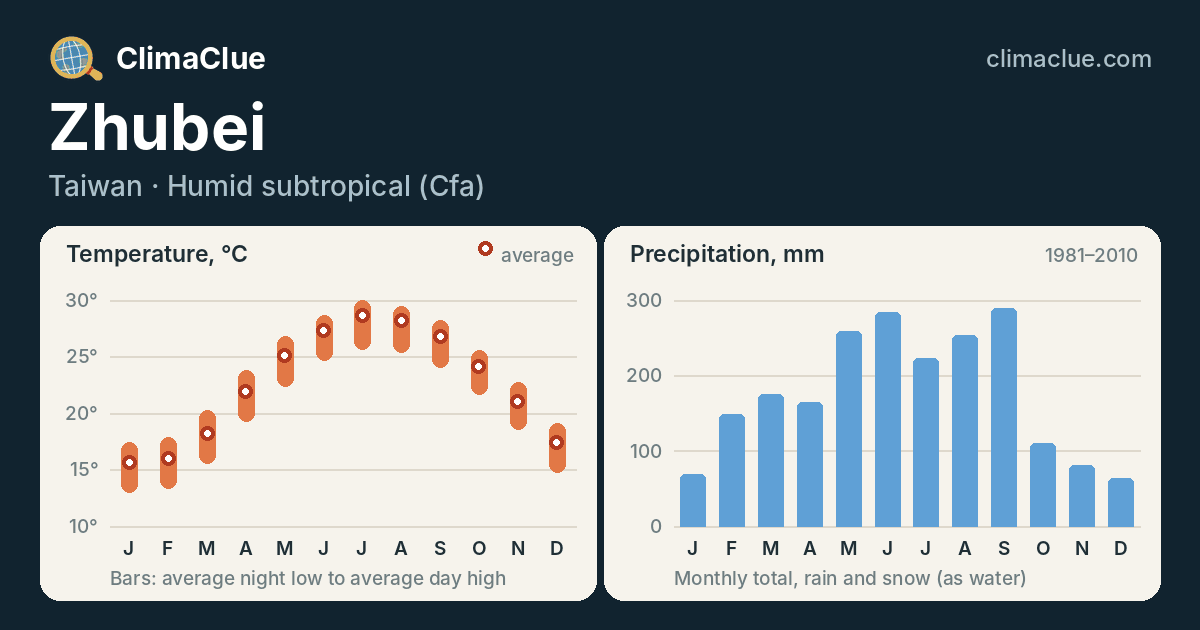 ClimaClue
climaclue.com
Zhubei
Taiwan · Humid subtropical (Cfa)
Temperature, °C
average
30°
25°
20°
15°
10°
J F M A M J J A S O N D
Bars: average night low to average day high
Precipitation, mm
1981–2010
300
200
100
0
J F M A M J J A S O N D
Monthly total, rain and snow (as water)